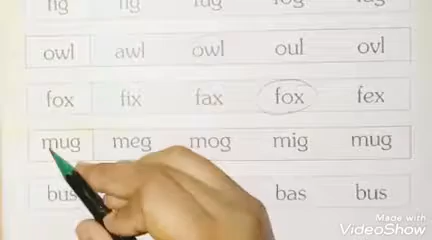 owl awl owl oul ovl
fox fix fax fox fex
mug meg mog mig mug
bus bas bus
Made with
VideoShow